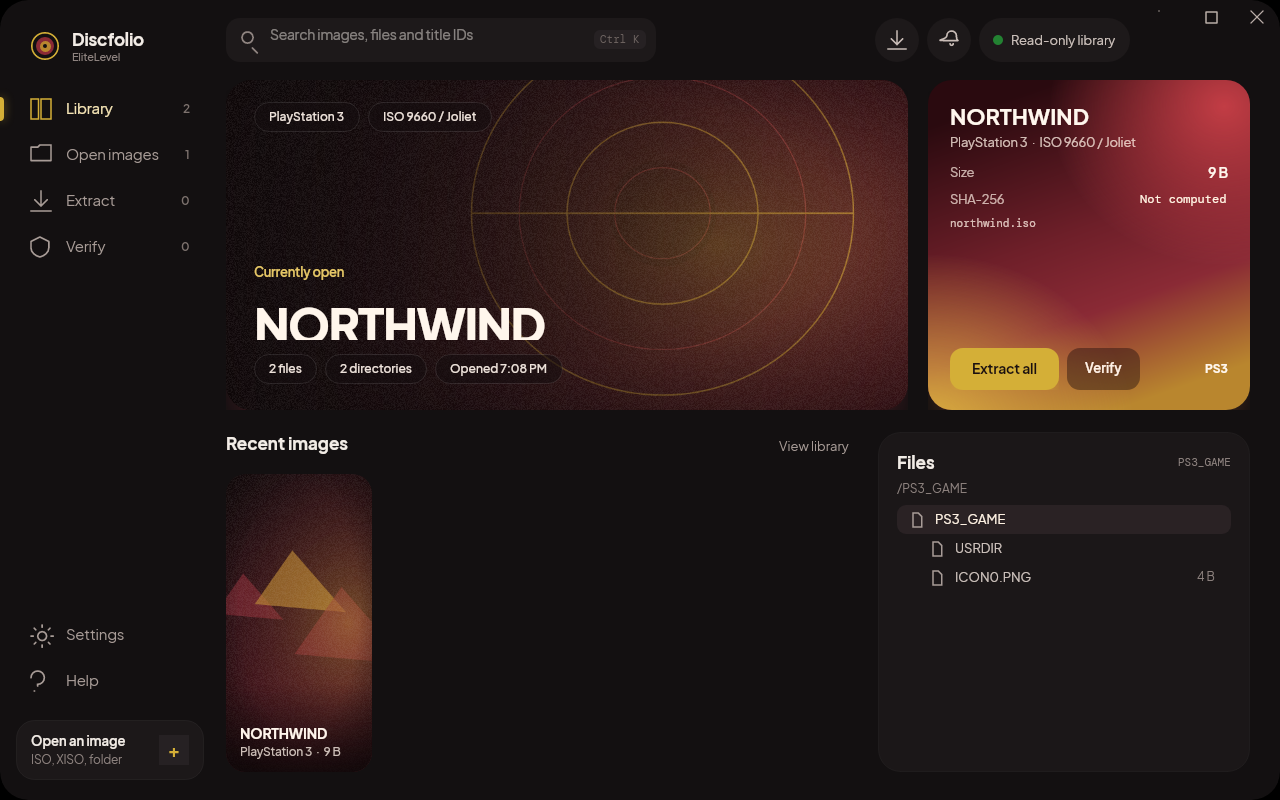 Discfolio
EliteLevel
Search images, files and title IDs
Ctrl K
Read-only library
Library 2
Open images 1
Extract 0
Verify 0
PlayStation 3
ISO 9660 / Joliet
Currently open
NORTHWIND
2 files
2 directories
Opened 7:08 PM
NORTHWIND
PlayStation 3 · ISO 9660 / Joliet
Size 9 B
SHA-256 Not computed
northwind.iso
Extract all
Verify
PS3
Recent images
View library
NORTHWIND
PlayStation 3 · 9 B
Files
PS3_GAME
/PS3_GAME
PS3_GAME
USRDIR
ICON0.PNG 4 B
Settings
Help
Open an image
ISO, XISO, folder
+